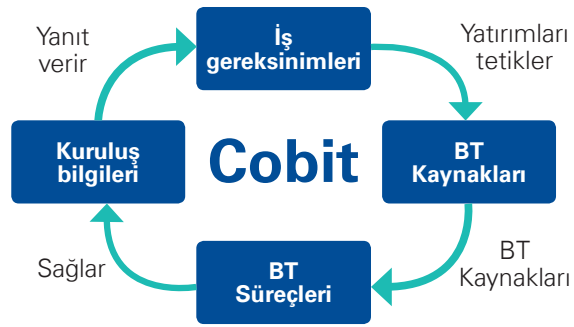 Yanıt
verir
İş
gereksinimleri
Yatırımları
tetikler
Kuruluş
bilgileri
Cobit
BT
Kaynakları
Sağlar
BT
Süreçleri
BT
Kaynakları